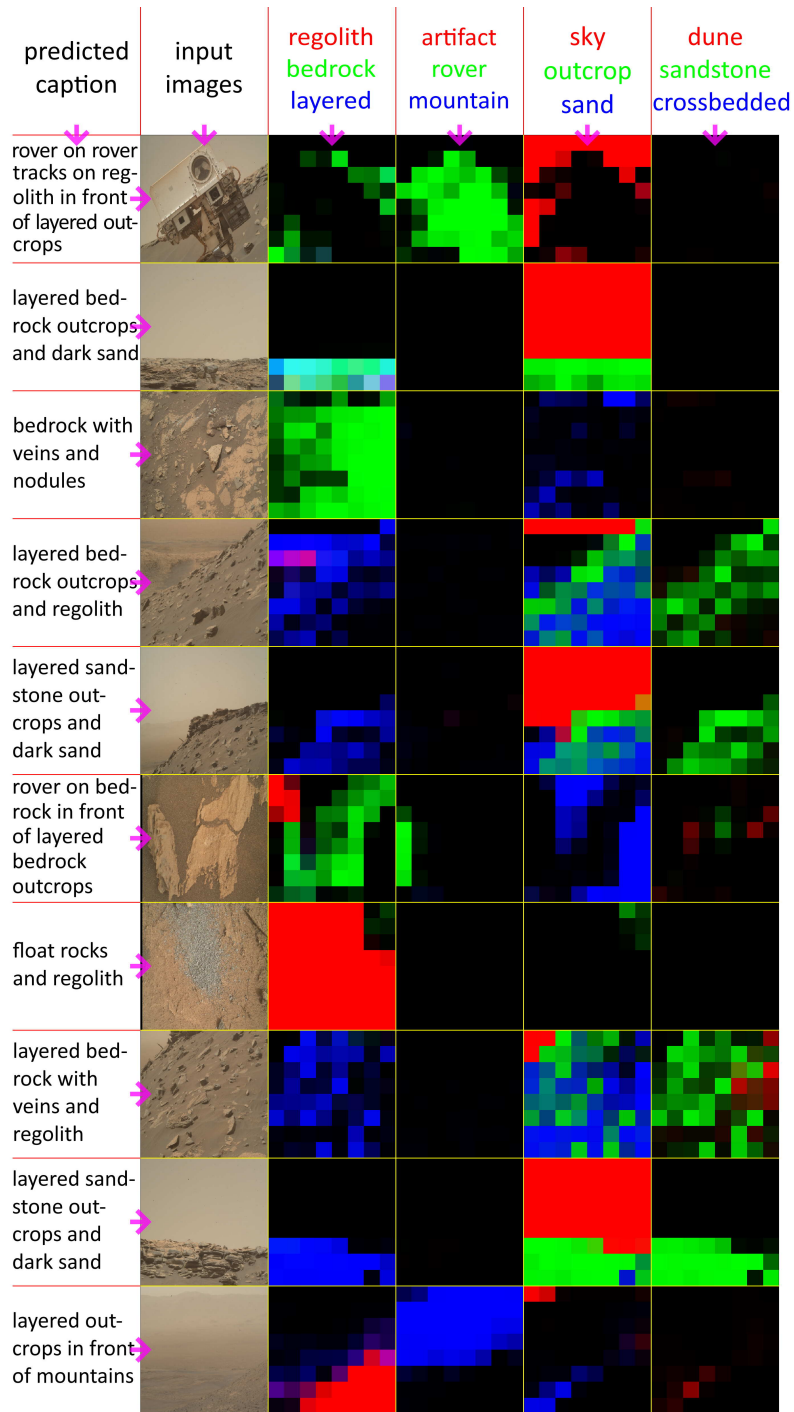 predicted
caption
input
images
regolith
bedrock
layered
artifact
rover
mountain
sky
outcrop
sand
dune
sandstone
crossbedded
rover on rover
tracks on reg-
olith in front
of layered out-
crops
layered bed-
rock outcrops
and dark sand
bedrock with
veins and
nodules
layered bed-
rock outcrops
and regolith
layered sand-
stone out-
crops and
dark sand
rover on bed-
rock in front
of layered
bedrock
outcrops
float rocks
and regolith
layered bed-
rock with
veins and
regolith
layered sand-
stone out-
crops and
dark sand
layered out-
crops in front
of mountains